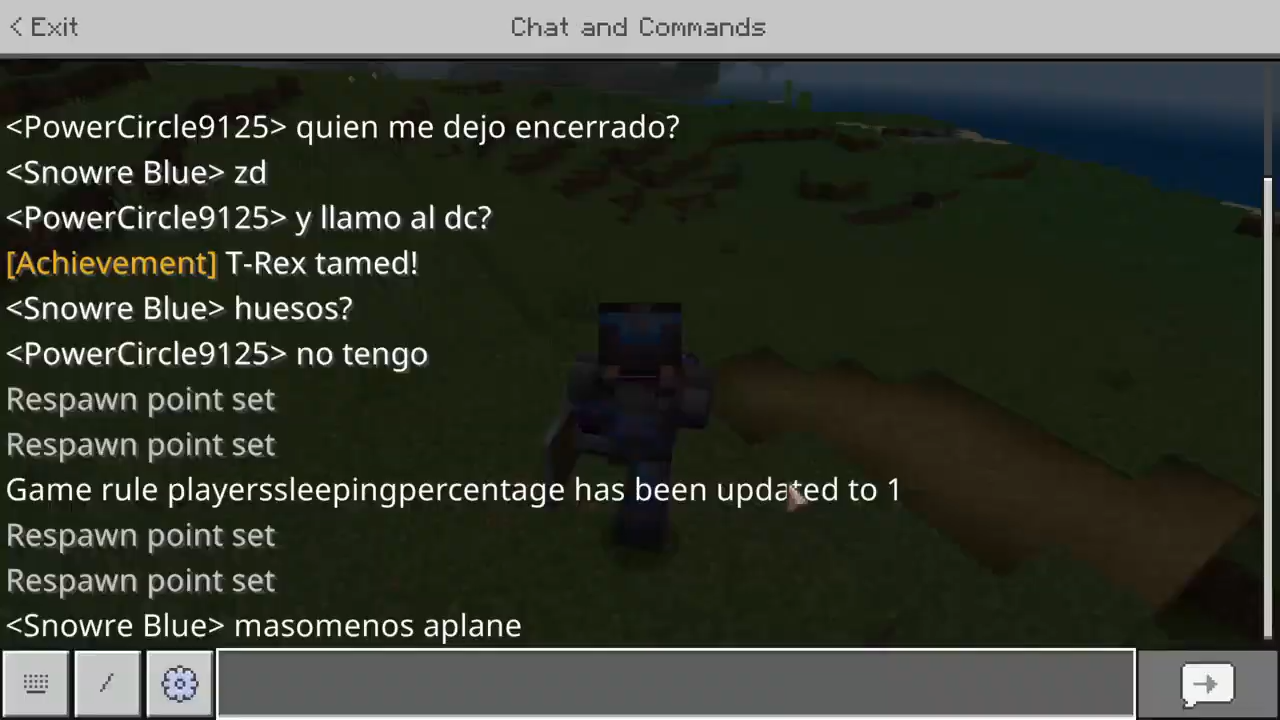 < Exit
Chat and Commands
<PowerCircle9125> quien me dejo encerrado?
<Snowre Blue> zd
<PowerCircle9125> y llamo al dc?
[Achievement] T-Rex tamed!
<Snowre Blue> huesos?
<PowerCircle9125> no tengo
Respawn point set
Respawn point set
Game rule playerssleepingpercentage has been updated to 1
Respawn point set
Respawn point set
<Snowre Blue> masomenos aplane
/